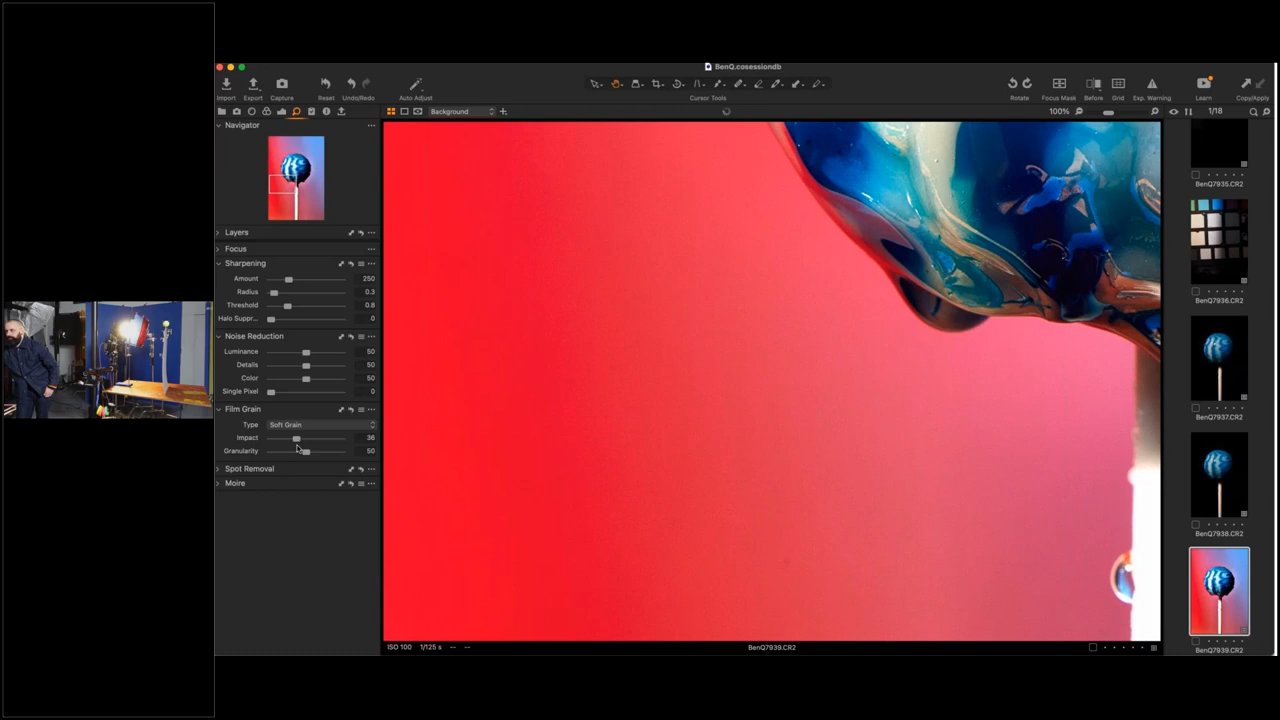 BenQ.cosessiondb
Import Export Capture Reset Undo/Redo Auto Adjust Cursor Tools Rotate Focus Mask Before Grid Exp. Warning Learn Copy/Apply
Background 100% 1/18
Navigator
Layers
Focus
Sharpening
Amount 250
Radius 0.3
Threshold 0.8
Halo Suppr... 0
Noise Reduction
Luminance 50
Details 50
Color 50
Single Pixel 0
Film Grain
Type Soft Grain
Impact 36
Granularity 50
Spot Removal
Moire
ISO 100 1/125 s -- -- BenQ7939.CR2
BenQ7935.CR2
BenQ7936.CR2
BenQ7937.CR2
BenQ7938.CR2
BenQ7939.CR2